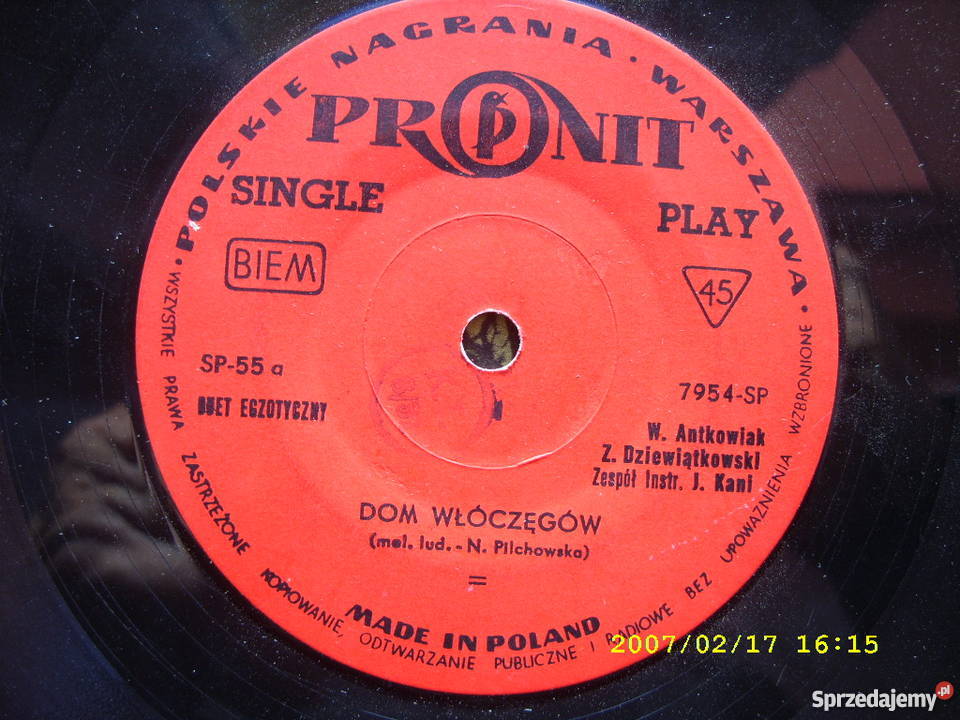 POLSKIE NAGRANIA · WARSZAWA ·
PRONIT
SINGLE PLAY
BIEM
45
SP-55 a
7954-SP
DUET EGZOTYCZNY
W. Antkowiak
Z. Dziewiątkowski
Zespół Instr. J. Kani
DOM WŁÓCZĘGÓW
(mel. lud. - N. Pilchowska)
=
MADE IN POLAND
· WSZYSTKIE PRAWA ZASTRZEŻONE KOPIOWANIE, ODTWARZANIE PUBLICZNE I RADIOWE BEZ UPOWAŻNIENIA WZBRONIONE ·
2007/02/17 16:15
Sprzedajemy.pl